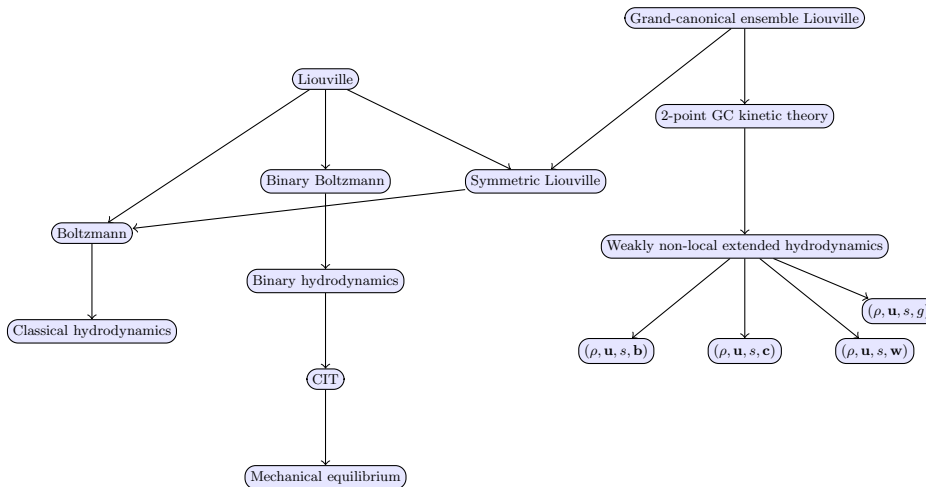 Grand-canonical ensemble Liouville
Liouville
2-point GC kinetic theory
Binary Boltzmann
Symmetric Liouville
Boltzmann
Weakly non-local extended hydrodynamics
Binary hydrodynamics
(ρ, u, s, g)
Classical hydrodynamics
(ρ, u, s, b)
(ρ, u, s, c)
(ρ, u, s, w)
CIT
Mechanical equilibrium